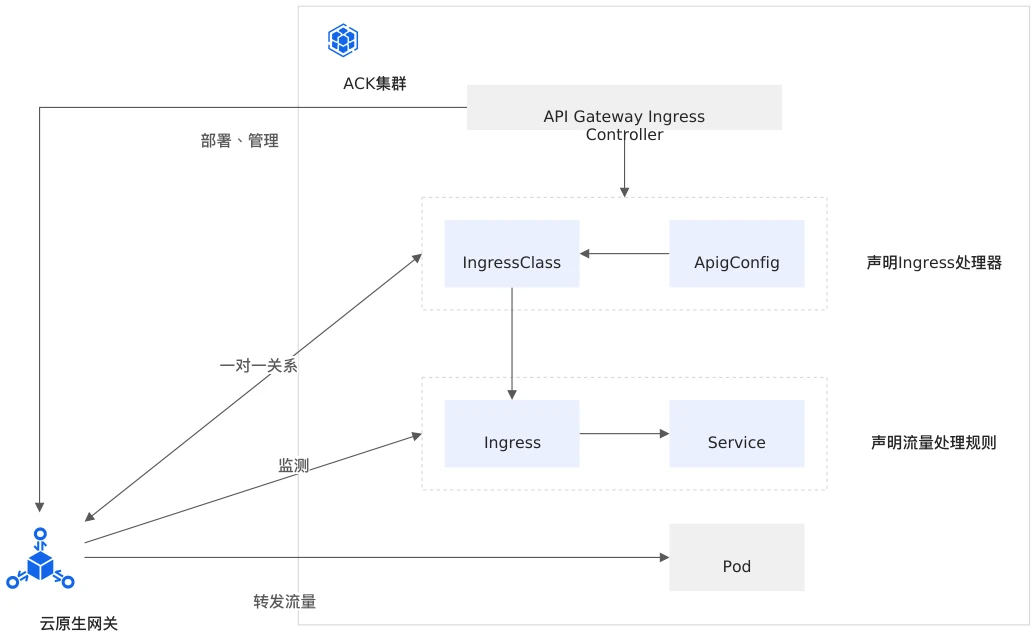 ACK集群
API Gateway Ingress
Controller
部署、管理
IngressClass
ApigConfig
声明Ingress处理器
一对一关系
Ingress
Service
声明流量处理规则
监测
Pod
转发流量
云原生网关